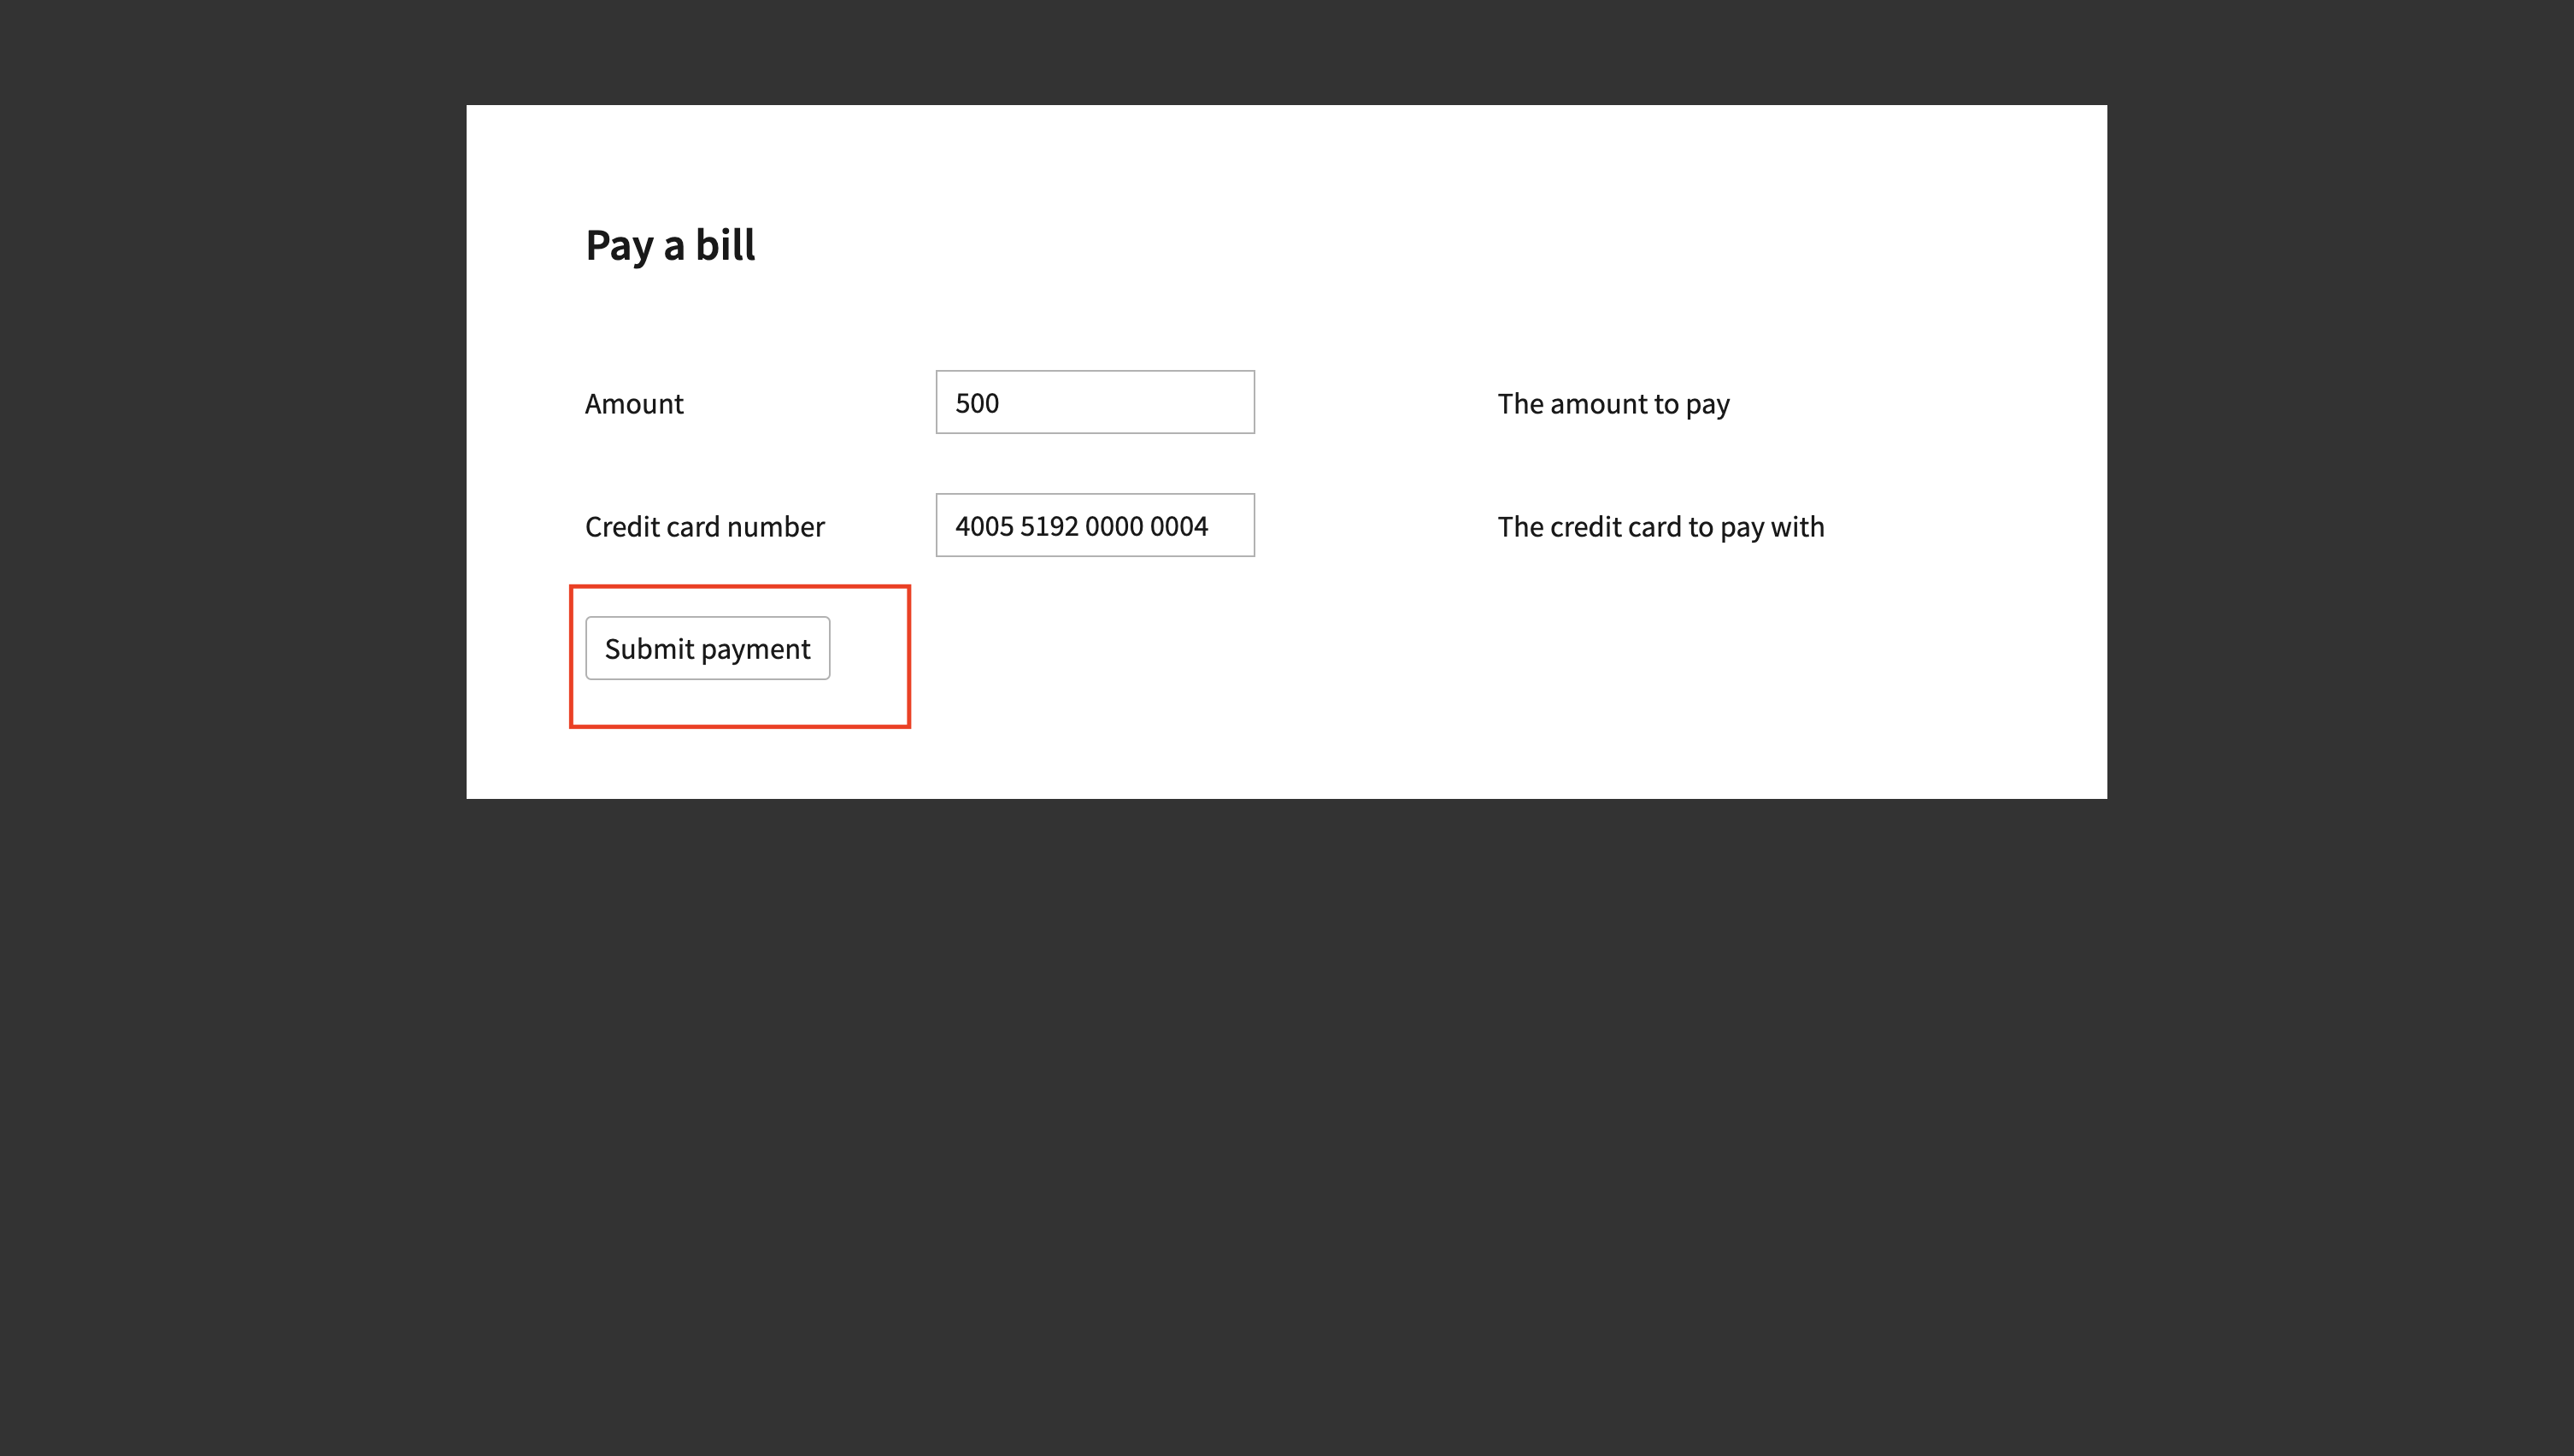 Pay a bill
Amount
500
The amount to pay
Credit card number
4005 5192 0000 0004
The credit card to pay with
Submit payment